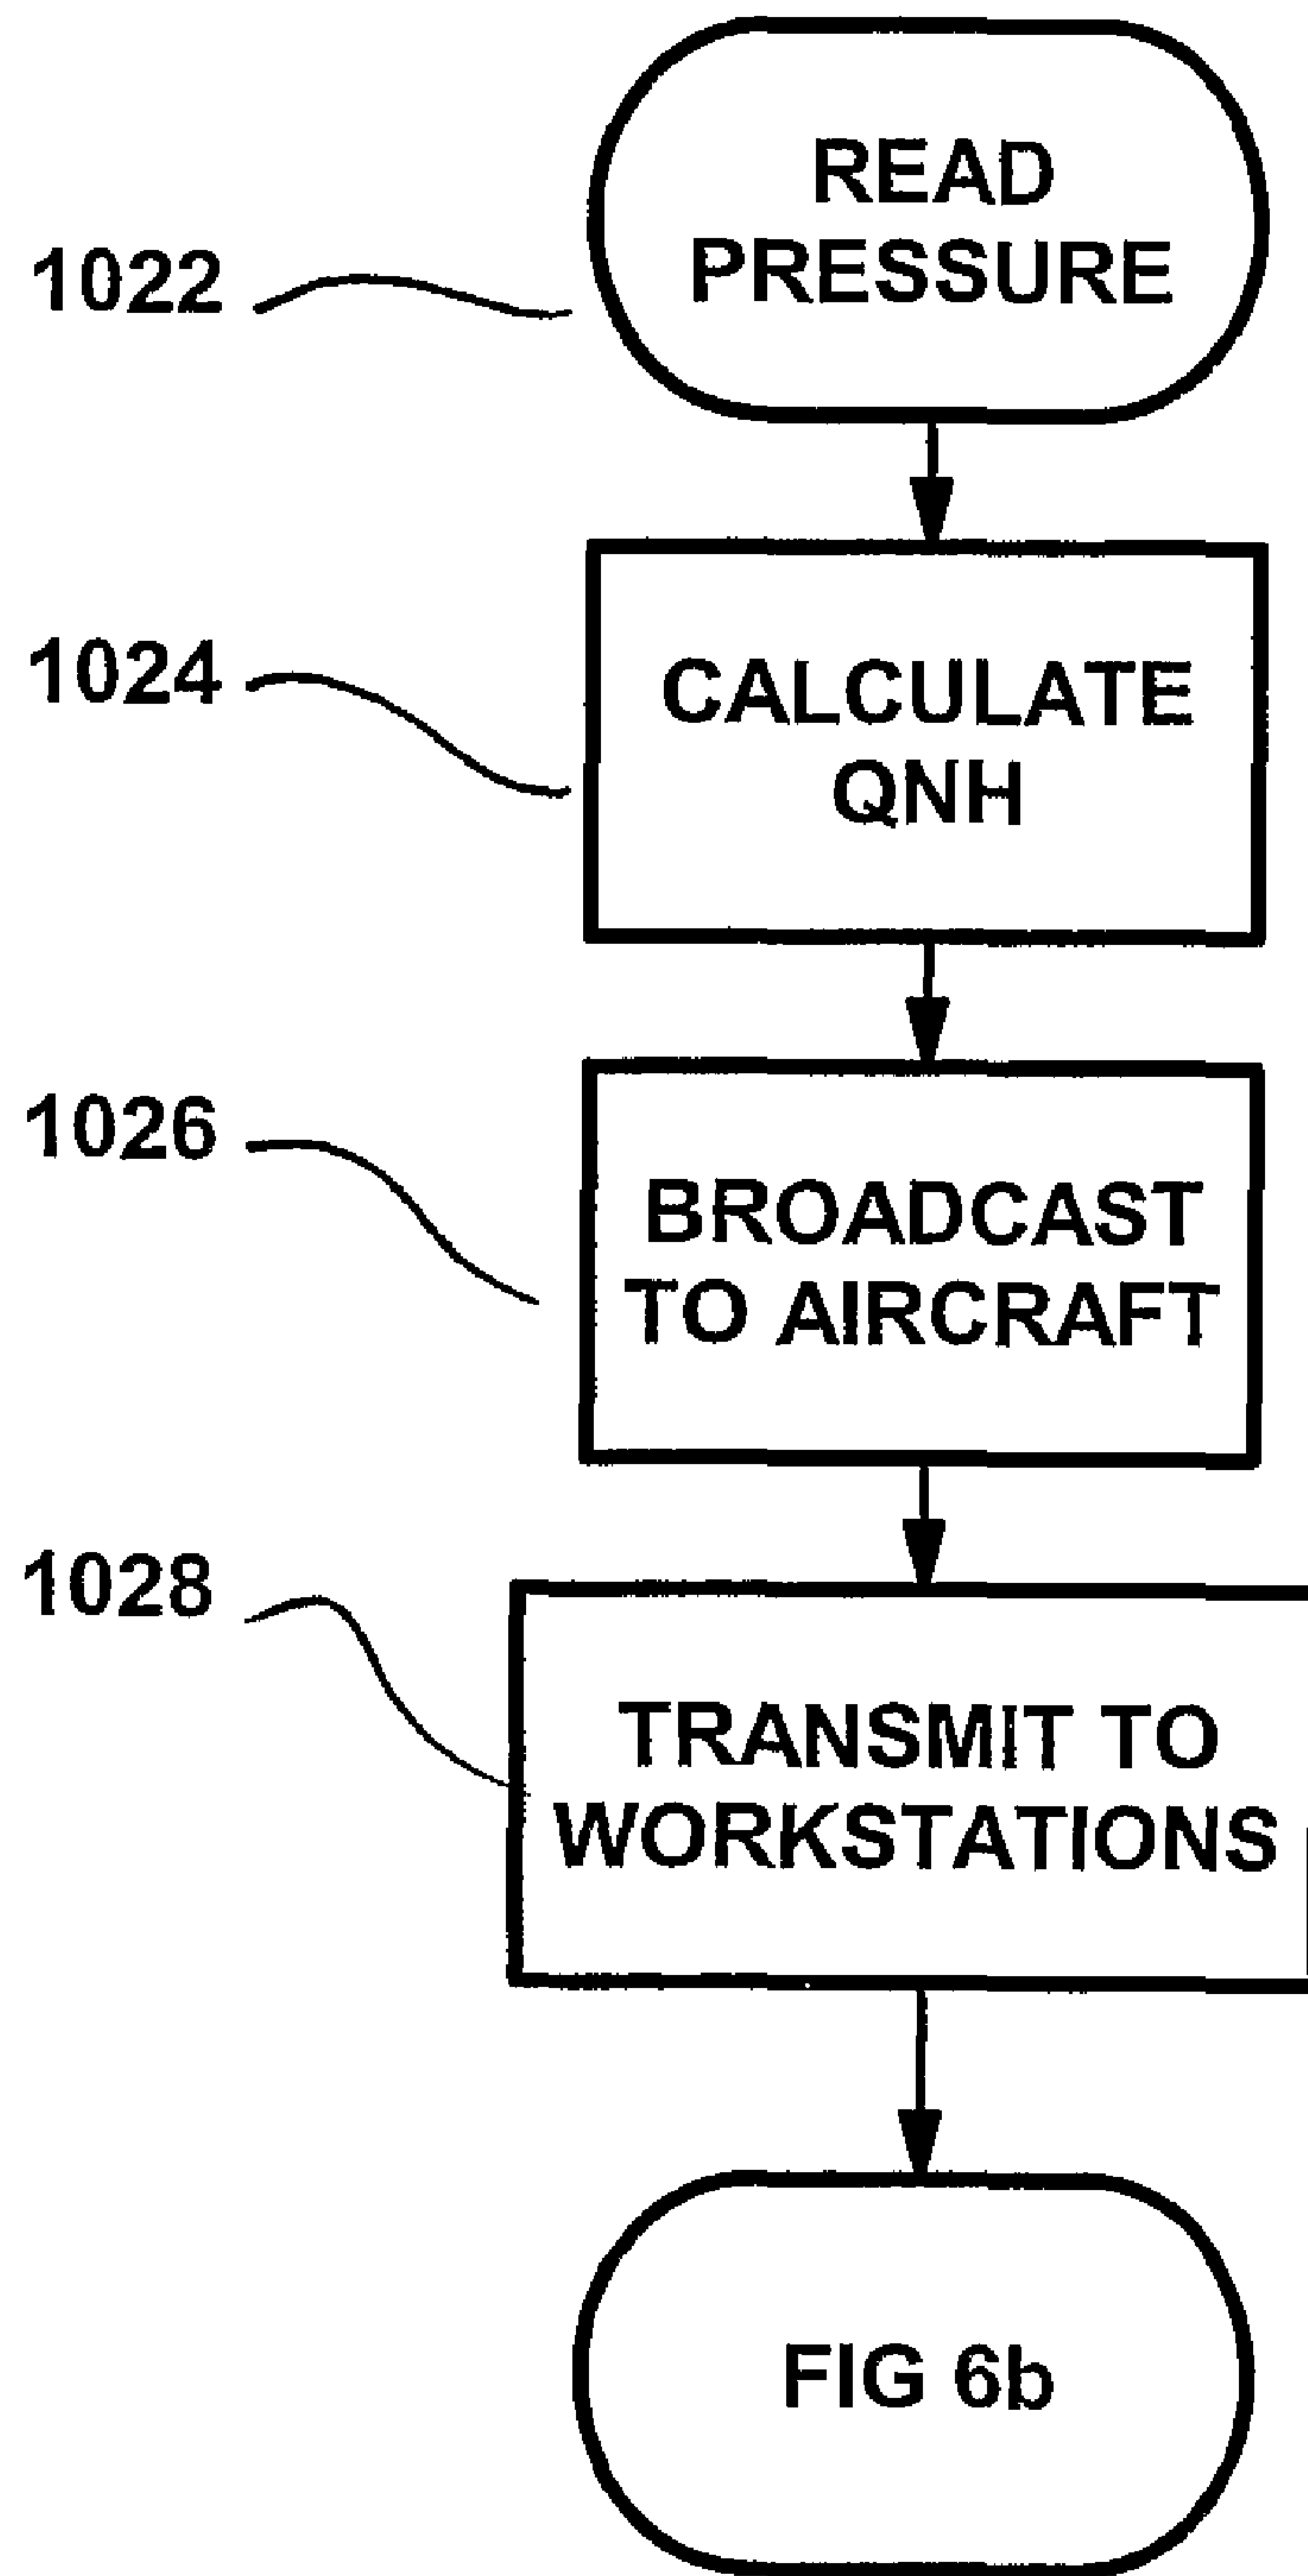 READ
PRESSURE
1022
CALCULATE
QNH
1024
BROADCAST
TO AIRCRAFT
1026
TRANSMIT TO
WORKSTATIONS
1028
FIG 6b